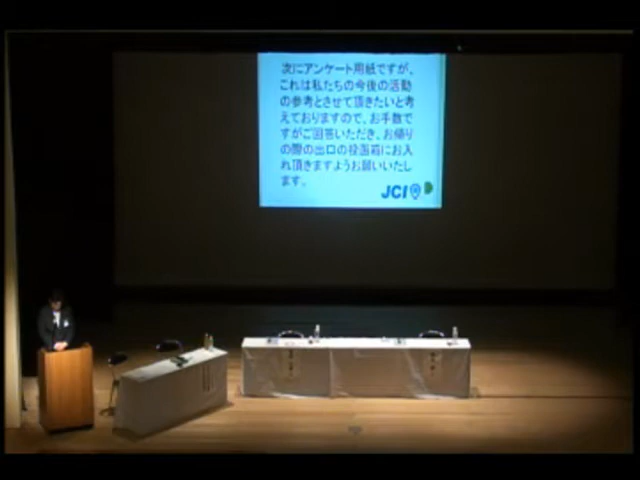 次にアンケート用紙ですが、
これは私たちの今後の活動
の参考とさせて頂きたいと考
えておりますので、お手数で
すがご回答いただき、お帰り
の際の出口の投函箱にお入
れ頂きますようお願いいたし
ます。
JCI